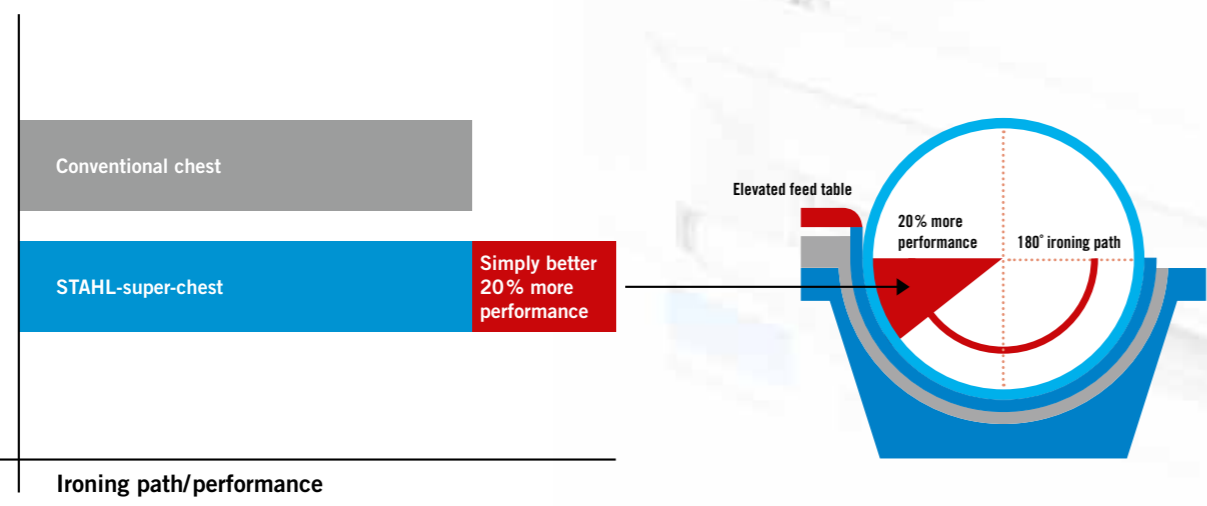 Conventional chest
STAHL-super-chest
Simply better
20% more
performance
Ironing path/performance
Elevated feed table
20% more
performance
180° ironing path